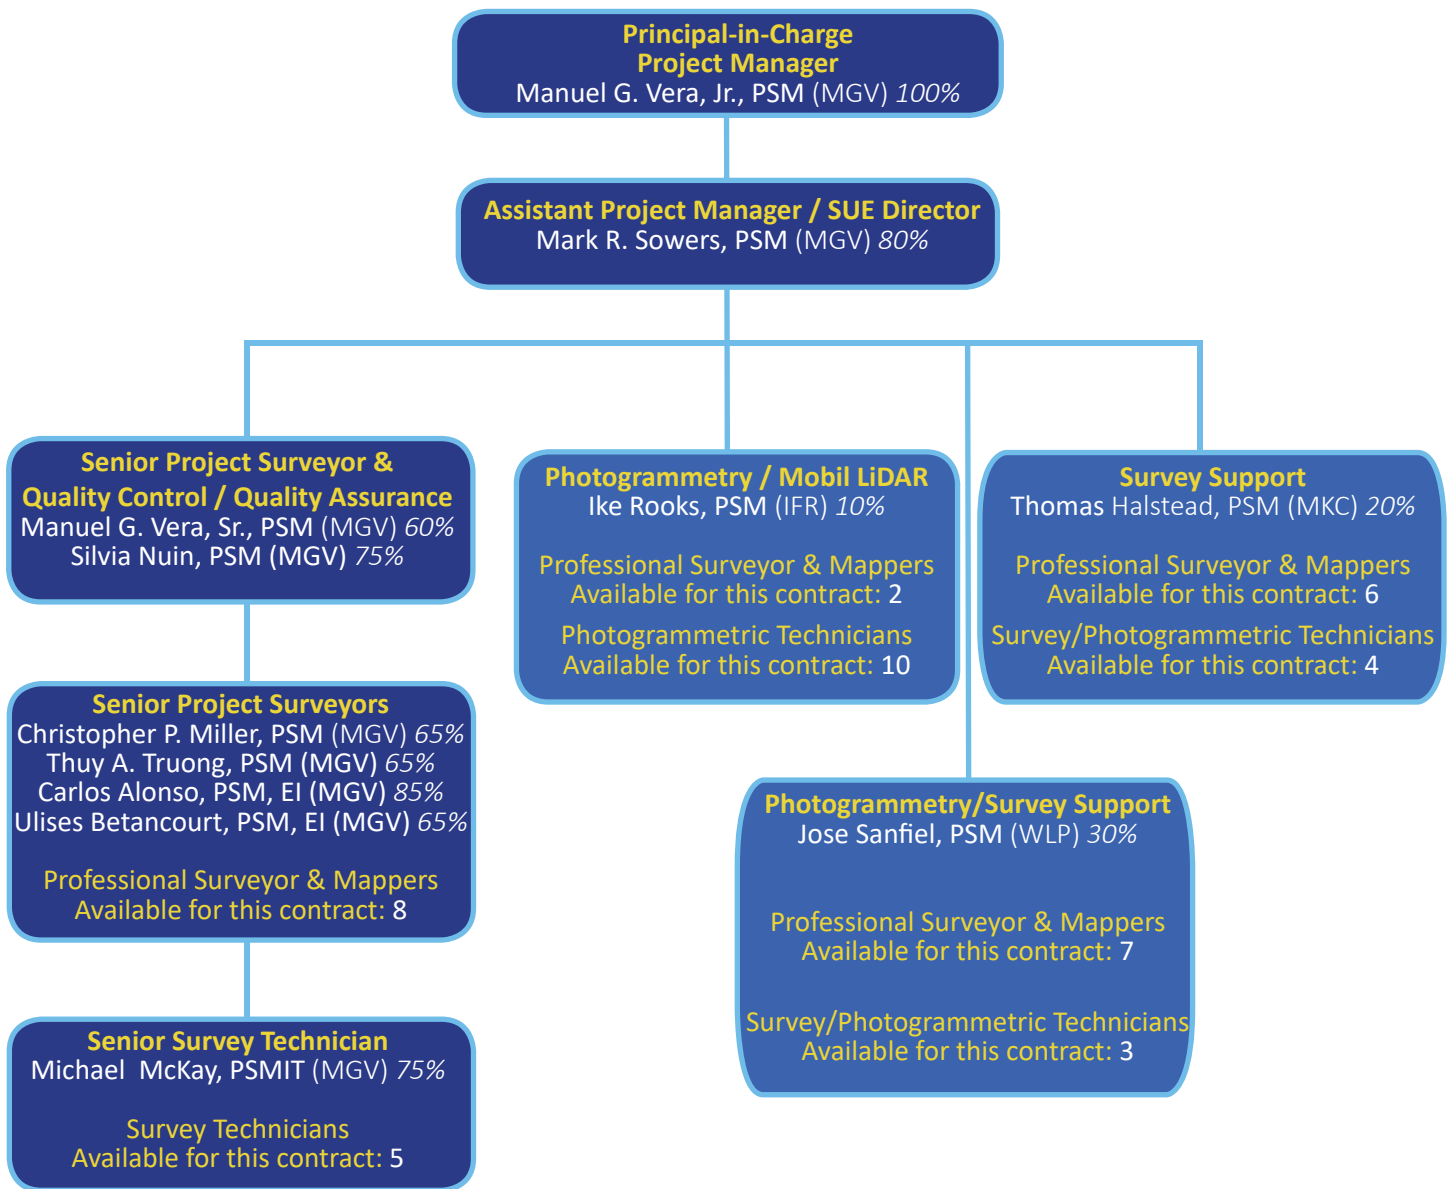 Principal-in-Charge
Project Manager
Manuel G. Vera, Jr., PSM (MGV) 100%
Assistant Project Manager / SUE Director
Mark R. Sowers, PSM (MGV) 80%
Senior Project Surveyor &
Quality Control / Quality Assurance
Manuel G. Vera, Sr., PSM (MGV) 60%
Silvia Nuin, PSM (MGV) 75%
Senior Project Surveyors
Christopher P. Miller, PSM (MGV) 65%
Thuy A. Truong, PSM (MGV) 65%
Carlos Alonso, PSM, EI (MGV) 85%
Ulises Betancourt, PSM, EI (MGV) 65%
Professional Surveyor & Mappers
Available for this contract: 8
Senior Survey Technician
Michael McKay, PSMIT (MGV) 75%
Survey Technicians
Available for this contract: 5
Photogrammetry / Mobil LiDAR
Ike Rooks, PSM (IFR) 10%
Professional Surveyor & Mappers
Available for this contract: 2
Photogrammetric Technicians
Available for this contract: 10
Photogrammetry/Survey Support
Jose Sanfiel, PSM (WLP) 30%
Professional Surveyor & Mappers
Available for this contract: 7
Survey/Photogrammetric Technicians
Available for this contract: 3
Survey Support
Thomas Halstead, PSM (MKC) 20%
Professional Surveyor & Mappers
Available for this contract: 6
Survey/Photogrammetric Technicians
Available for this contract: 4